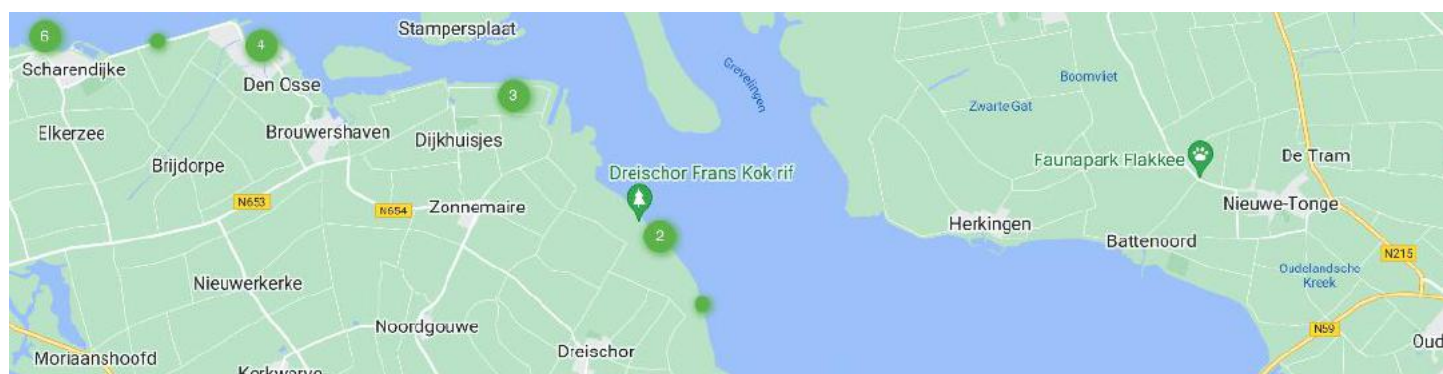 Stampersplaat
6
4
Scharendijke
Grevelingen
Boomvliet
Den Osse
3
Zwarte Gat
Elkerzee
Brouwershaven
Dijkhuisjes
Brijdorpe
Faunapark Flakkee
De Tram
Dreischor Frans Kok rif
N653
N654
Zonnemaire
Nieuwe-Tonge
Herkingen
2
Battenoord
N215
Oudelandsche
Kreek
Nieuwerkerke
Noordgouwe
N59
Oud
Moriaanshoofd
Dreischor
Kerkwerve